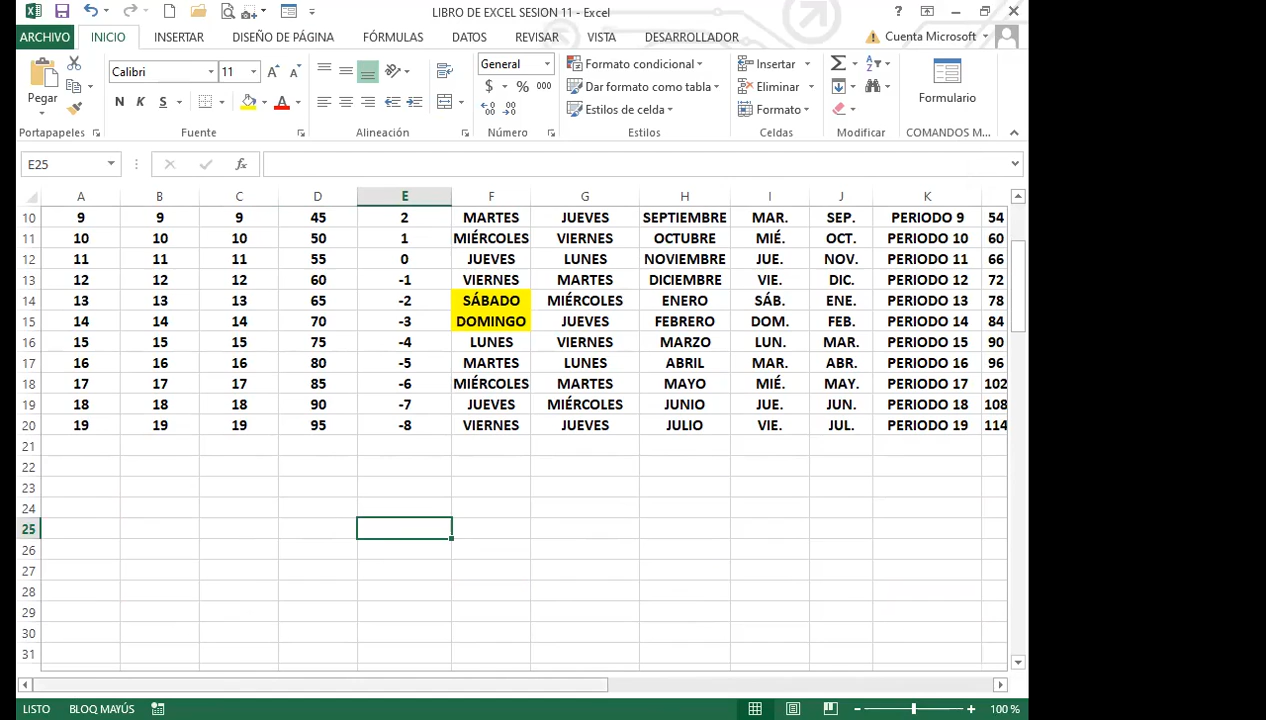 LIBRO DE EXCEL SESION 11 - Excel
ARCHIVO INICIO INSERTAR DISEÑO DE PÁGINA FÓRMULAS DATOS REVISAR VISTA DESARROLLADOR Cuenta Microsoft
Pegar
Calibri 11
N K S
General
$ % 000
Formato condicional
Dar formato como tabla
Estilos de celda
Insertar
Eliminar
Formato
Formulario
Portapapeles Fuente Alineación Número Estilos Celdas Modificar COMANDOS M...
E25 fx
A B C D E F G H I J K
10 9 9 9 45 2 MARTES JUEVES SEPTIEMBRE MAR. SEP. PERIODO 9 54
11 10 10 10 50 1 MIÉRCOLES VIERNES OCTUBRE MIÉ. OCT. PERIODO 10 60
12 11 11 11 55 0 JUEVES LUNES NOVIEMBRE JUE. NOV. PERIODO 11 66
13 12 12 12 60 -1 VIERNES MARTES DICIEMBRE VIE. DIC. PERIODO 12 72
14 13 13 13 65 -2 SÁBADO MIÉRCOLES ENERO SÁB. ENE. PERIODO 13 78
15 14 14 14 70 -3 DOMINGO JUEVES FEBRERO DOM. FEB. PERIODO 14 84
16 15 15 15 75 -4 LUNES VIERNES MARZO LUN. MAR. PERIODO 15 90
17 16 16 16 80 -5 MARTES LUNES ABRIL MAR. ABR. PERIODO 16 96
18 17 17 17 85 -6 MIÉRCOLES MARTES MAYO MIÉ. MAY. PERIODO 17 102
19 18 18 18 90 -7 JUEVES MIÉRCOLES JUNIO JUE. JUN. PERIODO 18 108
20 19 19 19 95 -8 VIERNES JUEVES JULIO VIE. JUL. PERIODO 19 114
21
22
23
24
25
26
27
28
29
30
31
LISTO BLOQ MAYÚS 100 %